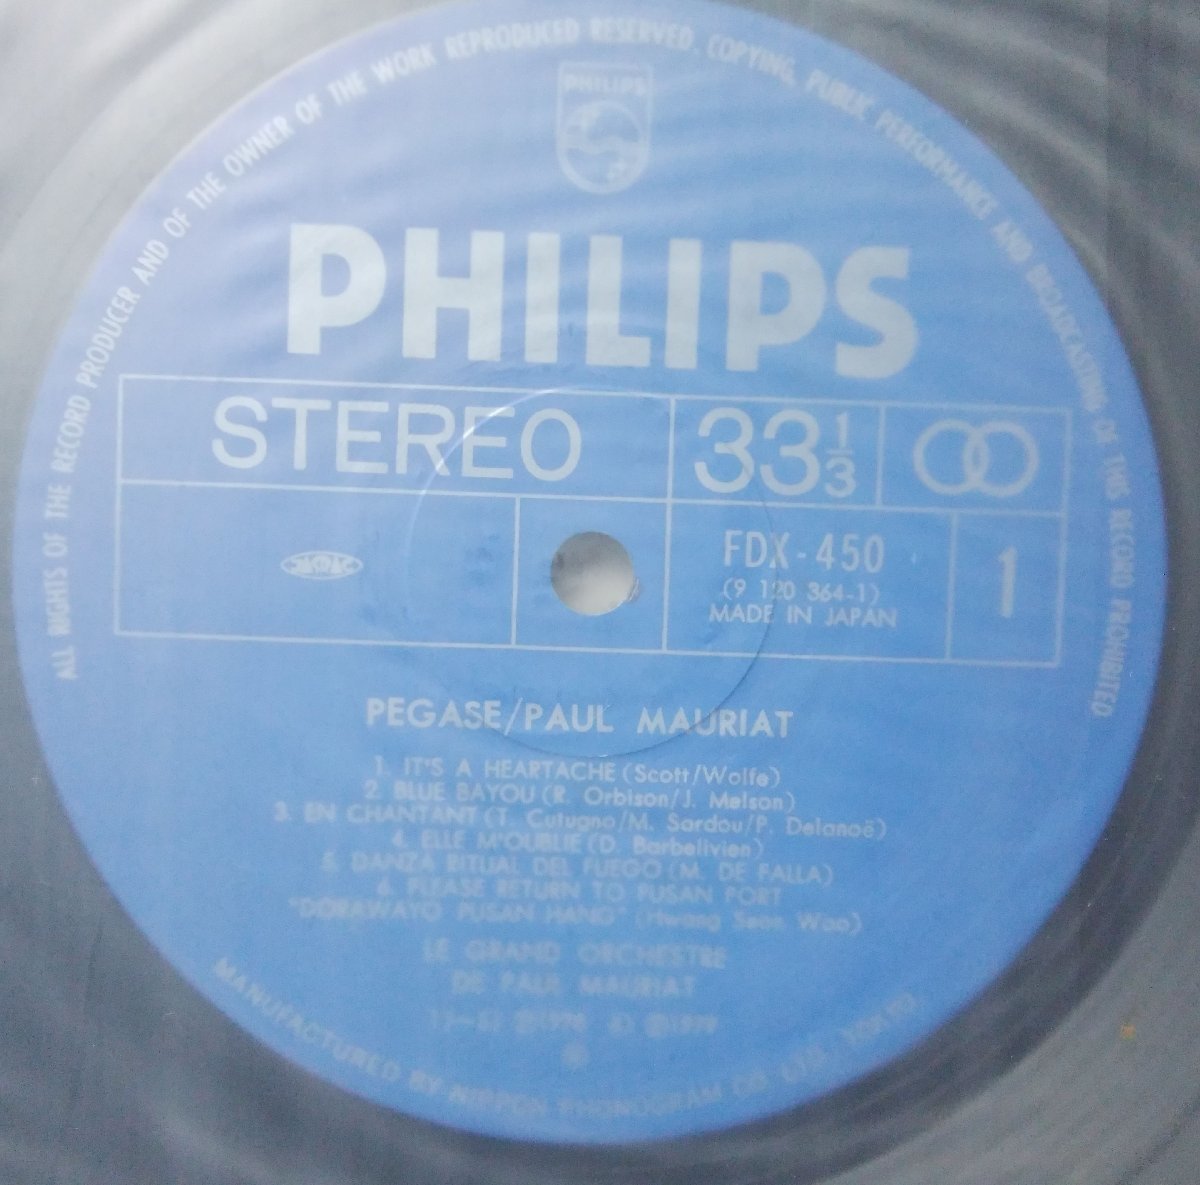 ALL RIGHTS OF THE RECORD PRODUCER AND OF THE OWNER OF THE WORK REPRODUCED RESERVED. COPYING, PUBLIC PERFORMANCE AND BROADCASTING OF THIS RECORD PROHIBITED
PHILIPS
PHILIPS
STEREO 33 1/3
FDX-450
(9 120 364-1)
MADE IN JAPAN
1
PEGASE/PAUL MAURIAT
1. IT'S A HEARTACHE (Scott/Wolfe)
2. BLUE BAYOU (R. Orbison/J. Melson)
3. EN CHANTANT (T. Cutugno/M. Sardou/P. Delanoë)
4. ELLE M'OUBLIE (D. Barbelivien)
5. DANZA RITUAL DEL FUEGO (M. DE FALLA)
6. PLEASE RETURN TO PUSAN PORT
"DORAWAYO PUSAN HANG" (Hwang Seon Woo)
LE GRAND ORCHESTRE
DE PAUL MAURIAT
MANUFACTURED BY NIPPON PHONOGRAM CO. LTD.